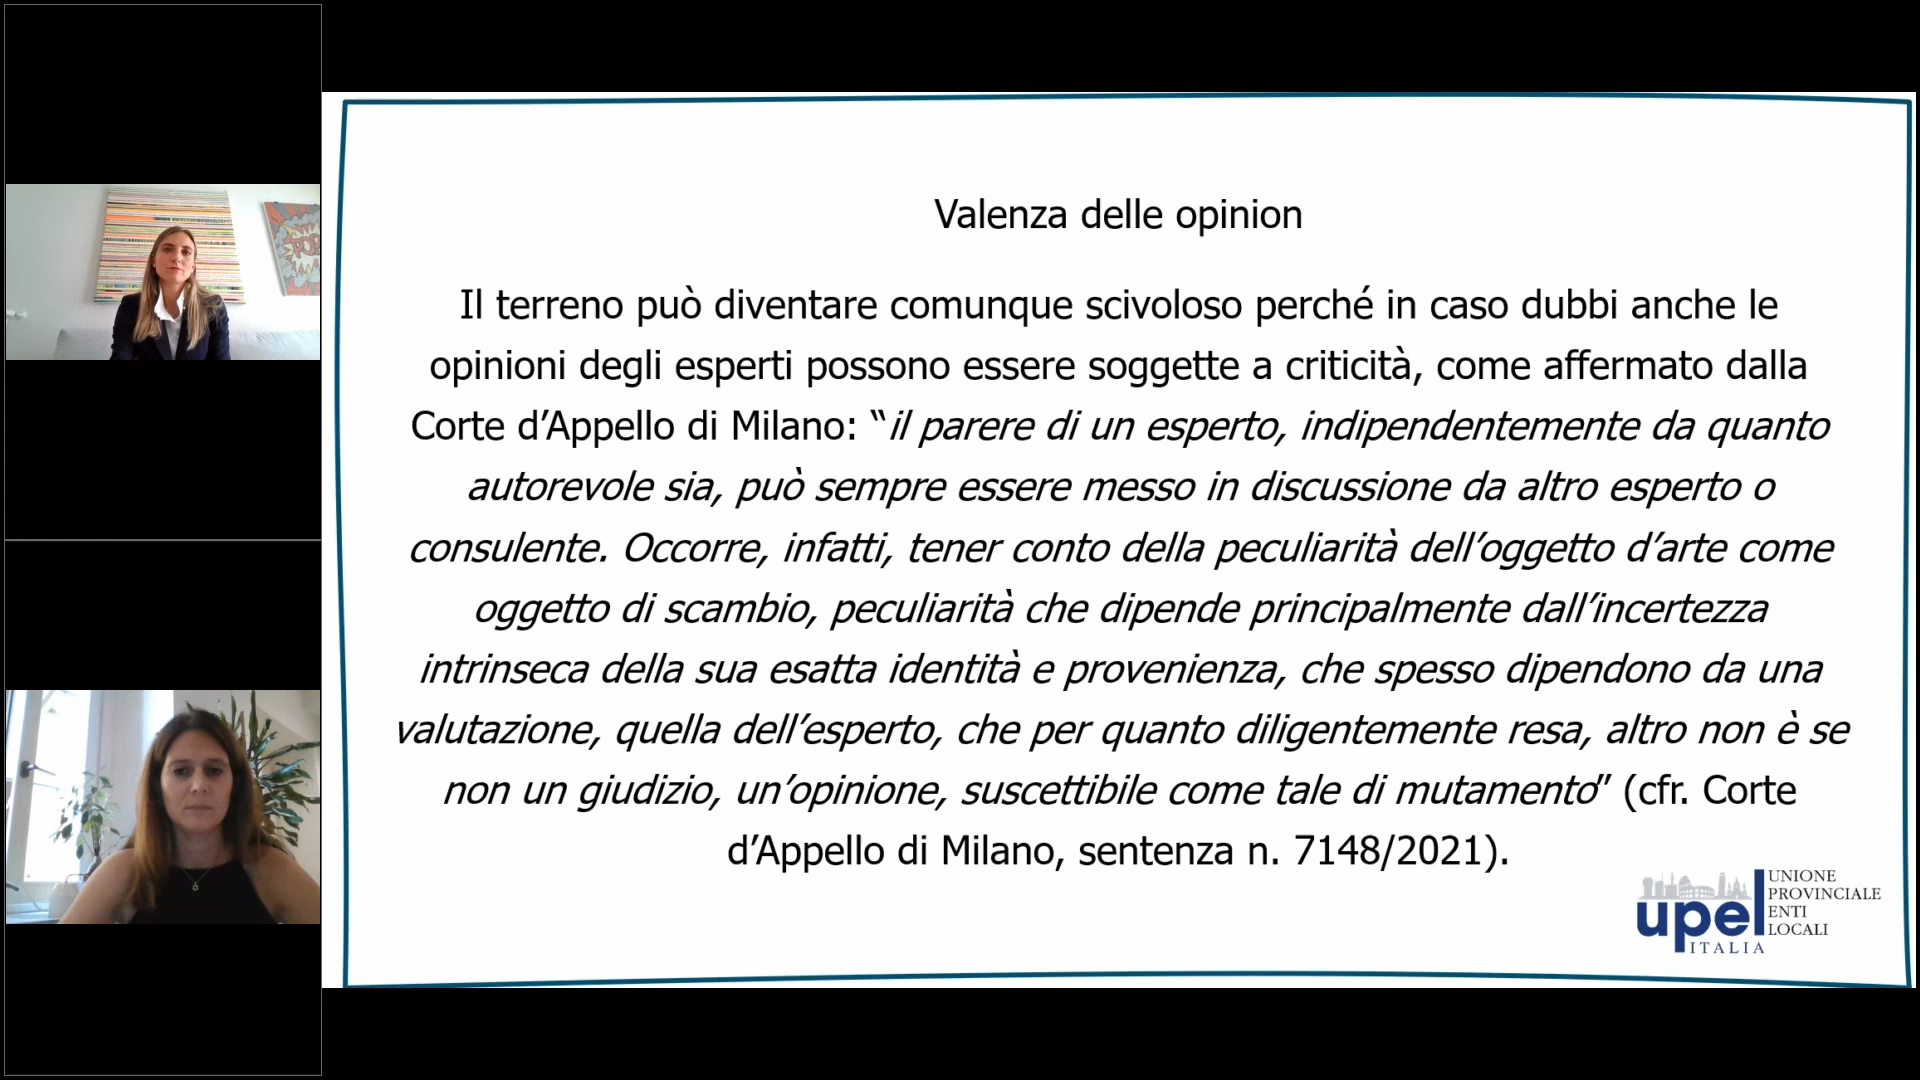 Valenza delle opinion
Il terreno può diventare comunque scivoloso perché in caso dubbi anche le
opinioni degli esperti possono essere soggette a criticità, come affermato dalla
Corte d’Appello di Milano: “il parere di un esperto, indipendentemente da quanto
autorevole sia, può sempre essere messo in discussione da altro esperto o
consulente. Occorre, infatti, tener conto della peculiarità dell’oggetto d’arte come
oggetto di scambio, peculiarità che dipende principalmente dall’incertezza
intrinseca della sua esatta identità e provenienza, che spesso dipendono da una
valutazione, quella dell’esperto, che per quanto diligentemente resa, altro non è se
non un giudizio, un’opinione, suscettibile come tale di mutamento” (cfr. Corte
d’Appello di Milano, sentenza n. 7148/2021).
upel
ITALIA
UNIONE
PROVINCIALE
ENTI
LOCALI